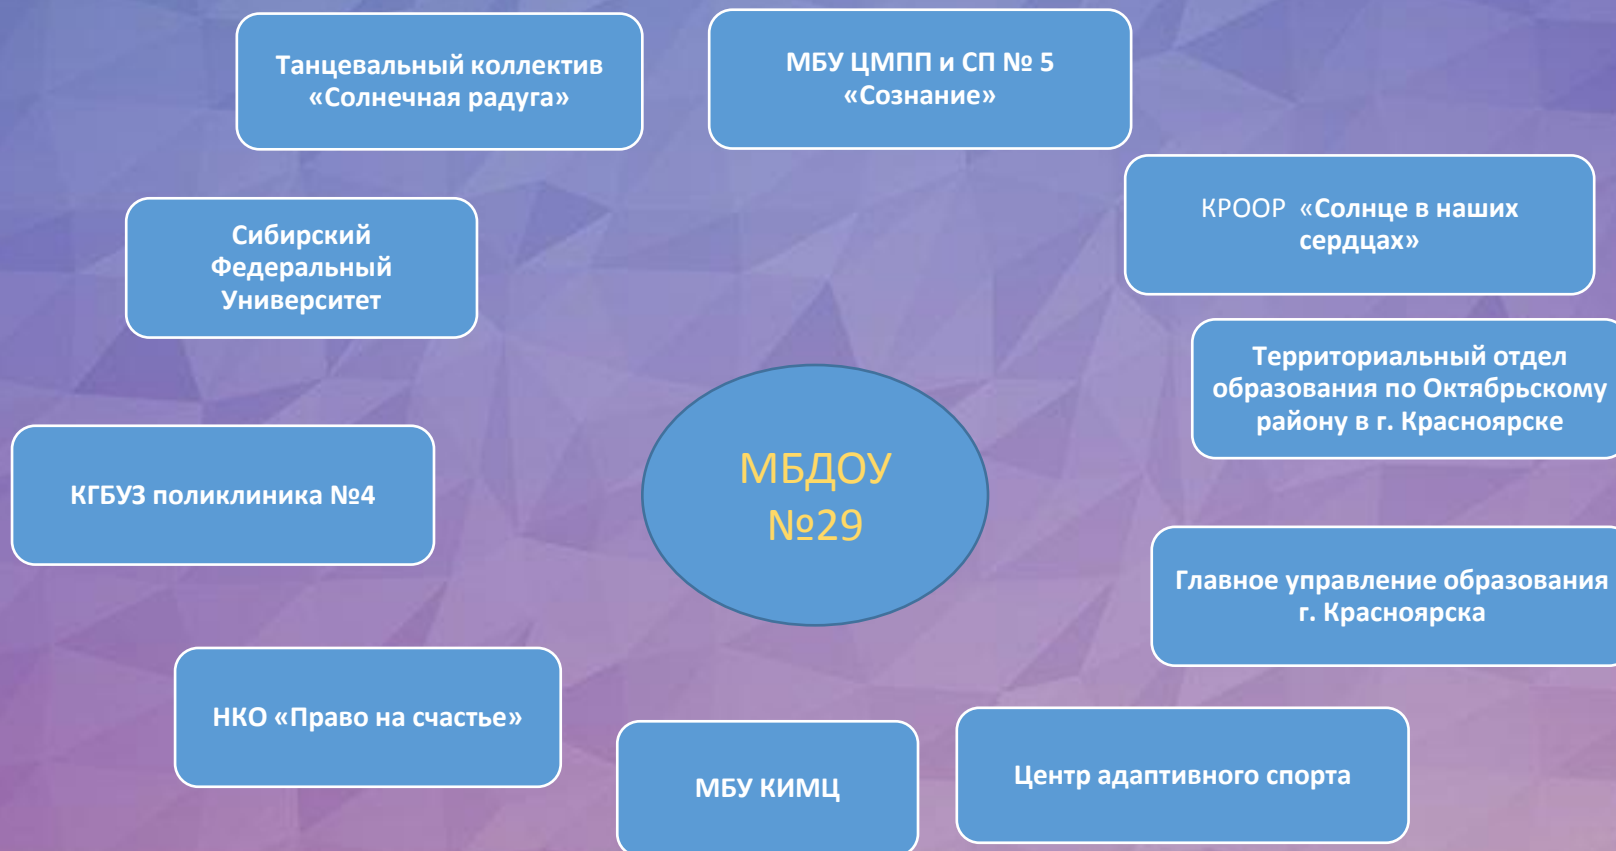 Танцевальный коллектив
«Солнечная радуга»
МБУ ЦМПП и СП № 5
«Сознание»
КРООР «Солнце в наших
сердцах»
Сибирский
Федеральный
Университет
Территориальный отдел
образования по Октябрьскому
району в г. Красноярске
МБДОУ
№29
КГБУЗ поликлиника №4
Главное управление образования
г. Красноярска
НКО «Право на счастье»
МБУ КИМЦ
Центр адаптивного спорта